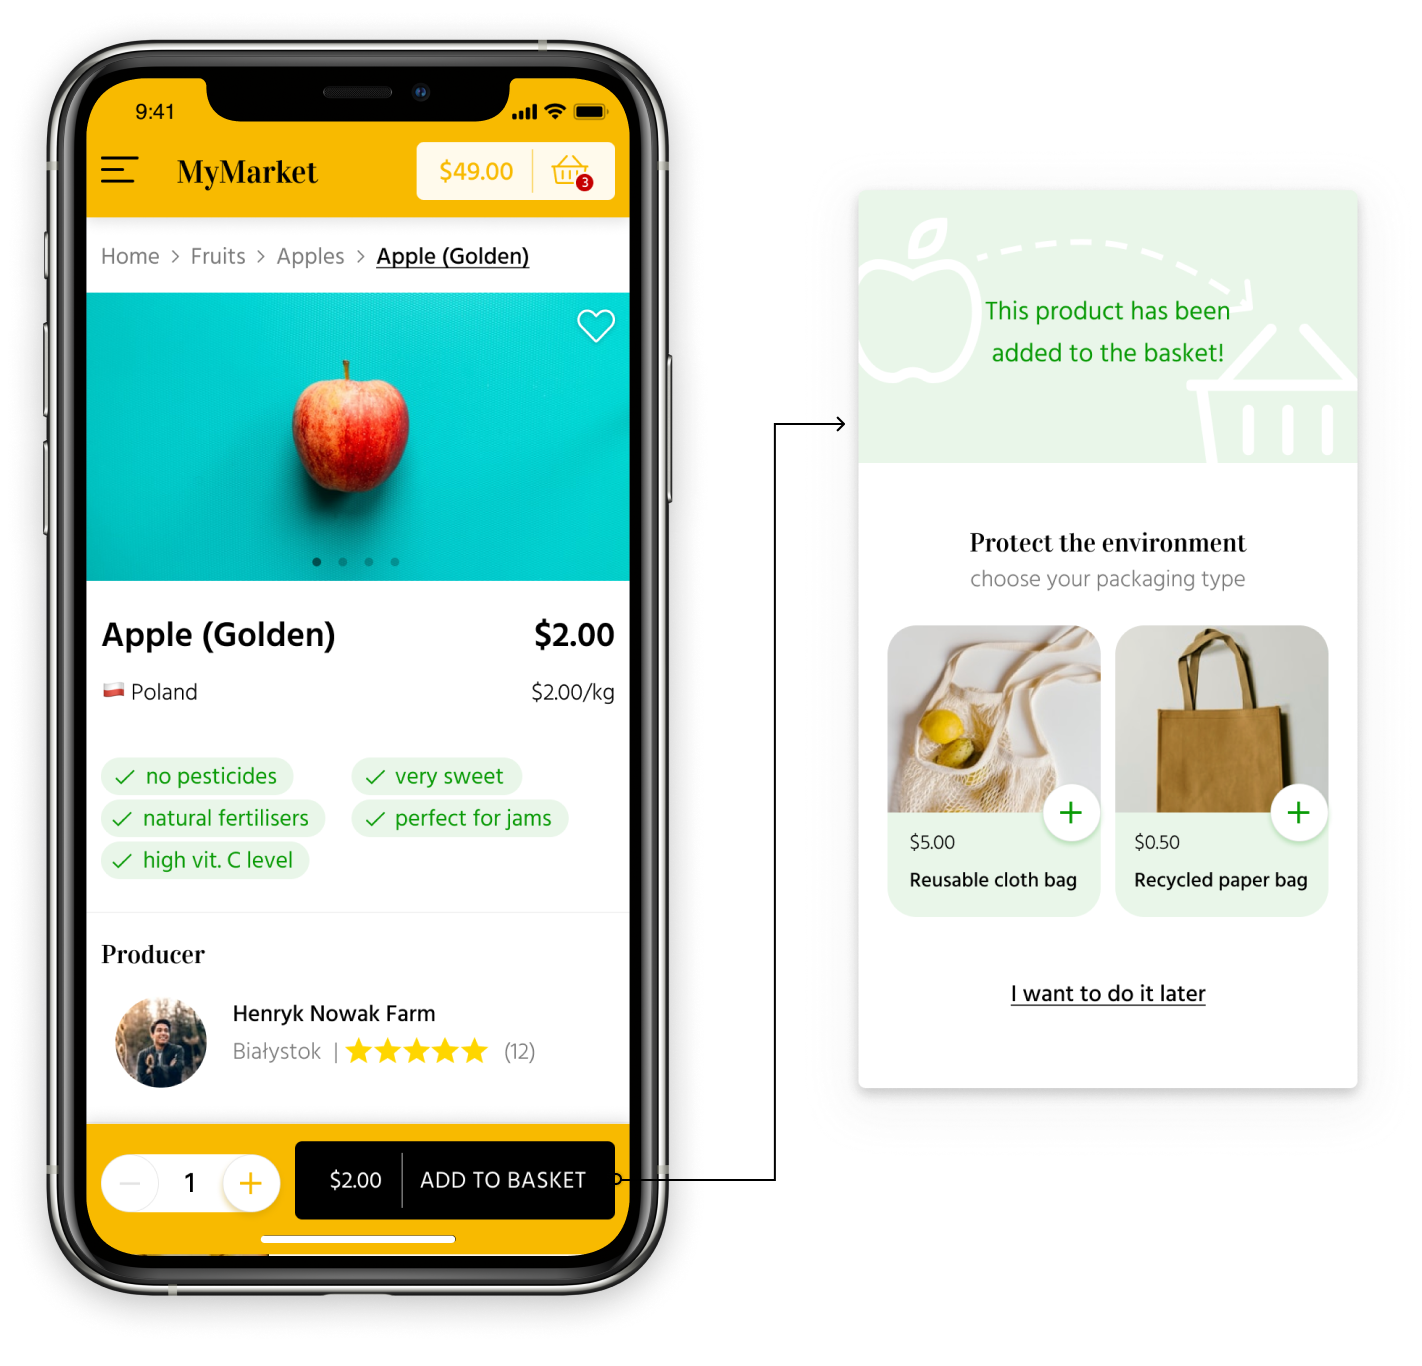 9:41
MyMarket
$49.00
3
Home > Fruits > Apples > Apple (Golden)
Apple (Golden)
$2.00
Poland
$2.00/kg
no pesticides
very sweet
natural fertilisers
perfect for jams
high vit. C level
Producer
Henryk Nowak Farm
Białystok | (12)
1
$2.00
ADD TO BASKET
This product has been
added to the basket!
Protect the environment
choose your packaging type
$5.00
Reusable cloth bag
$0.50
Recycled paper bag
I want to do it later